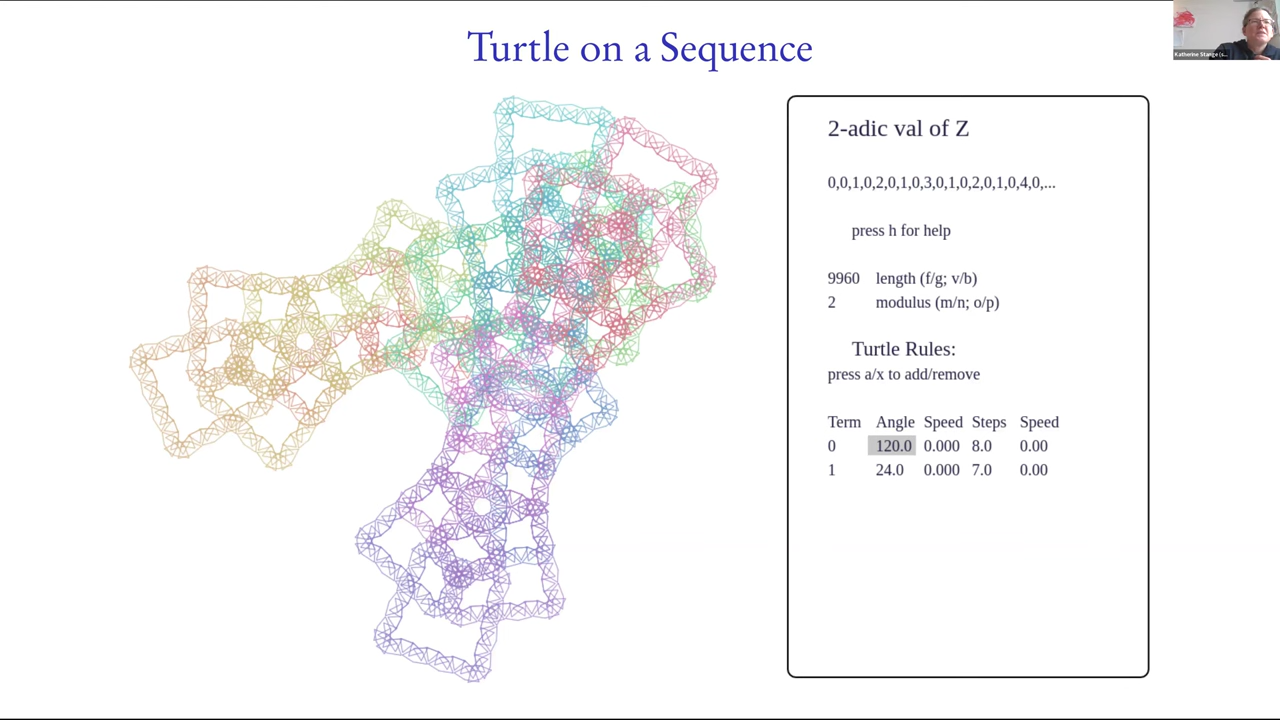 Turtle on a Sequence
Katherine Stange (s...
2-adic val of Z
0,0,1,0,2,0,1,0,3,0,1,0,2,0,1,0,4,0,...
press h for help
9960 length (f/g; v/b)
2 modulus (m/n; o/p)
Turtle Rules:
press a/x to add/remove
Term Angle Speed Steps Speed
0 120.0 0.000 8.0 0.00
1 24.0 0.000 7.0 0.00